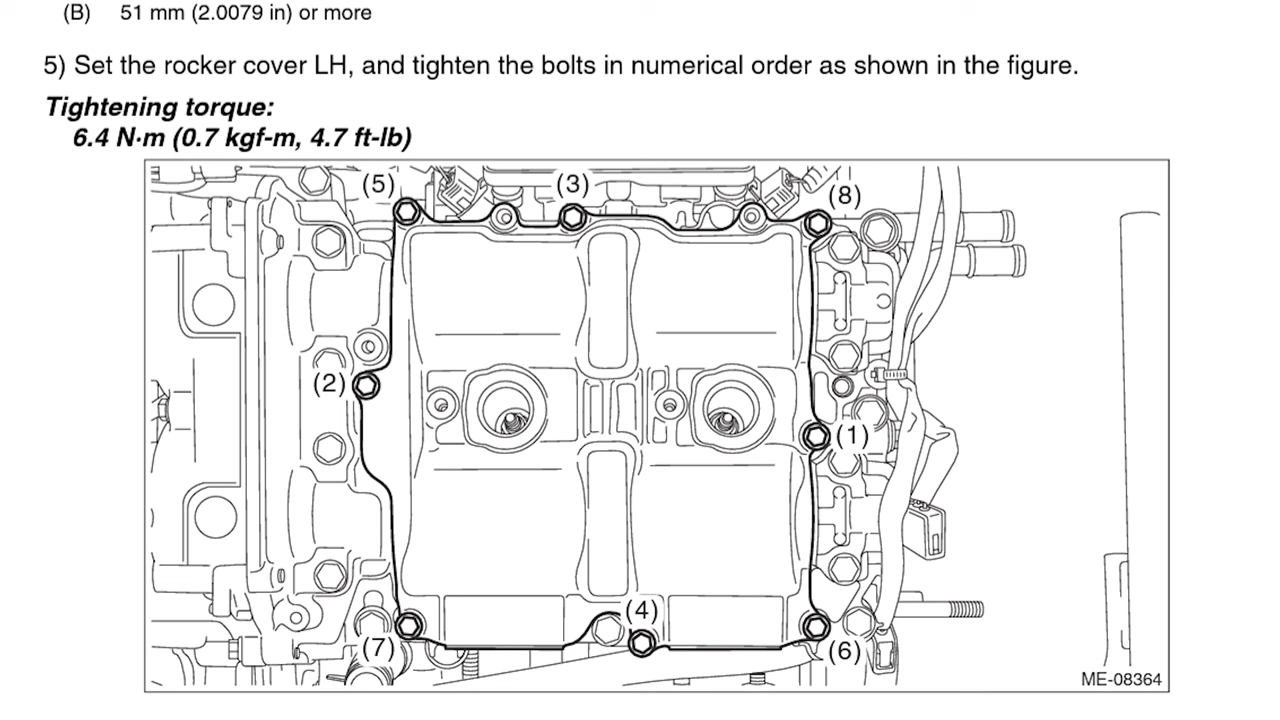 (B) 51 mm (2.0079 in) or more
5) Set the rocker cover LH, and tighten the bolts in numerical order as shown in the figure.
Tightening torque:
6.4 N·m (0.7 kgf-m, 4.7 ft-lb)
(5) (3) (8)
(2)
(1)
(4)
(7) (6)
ME-08364